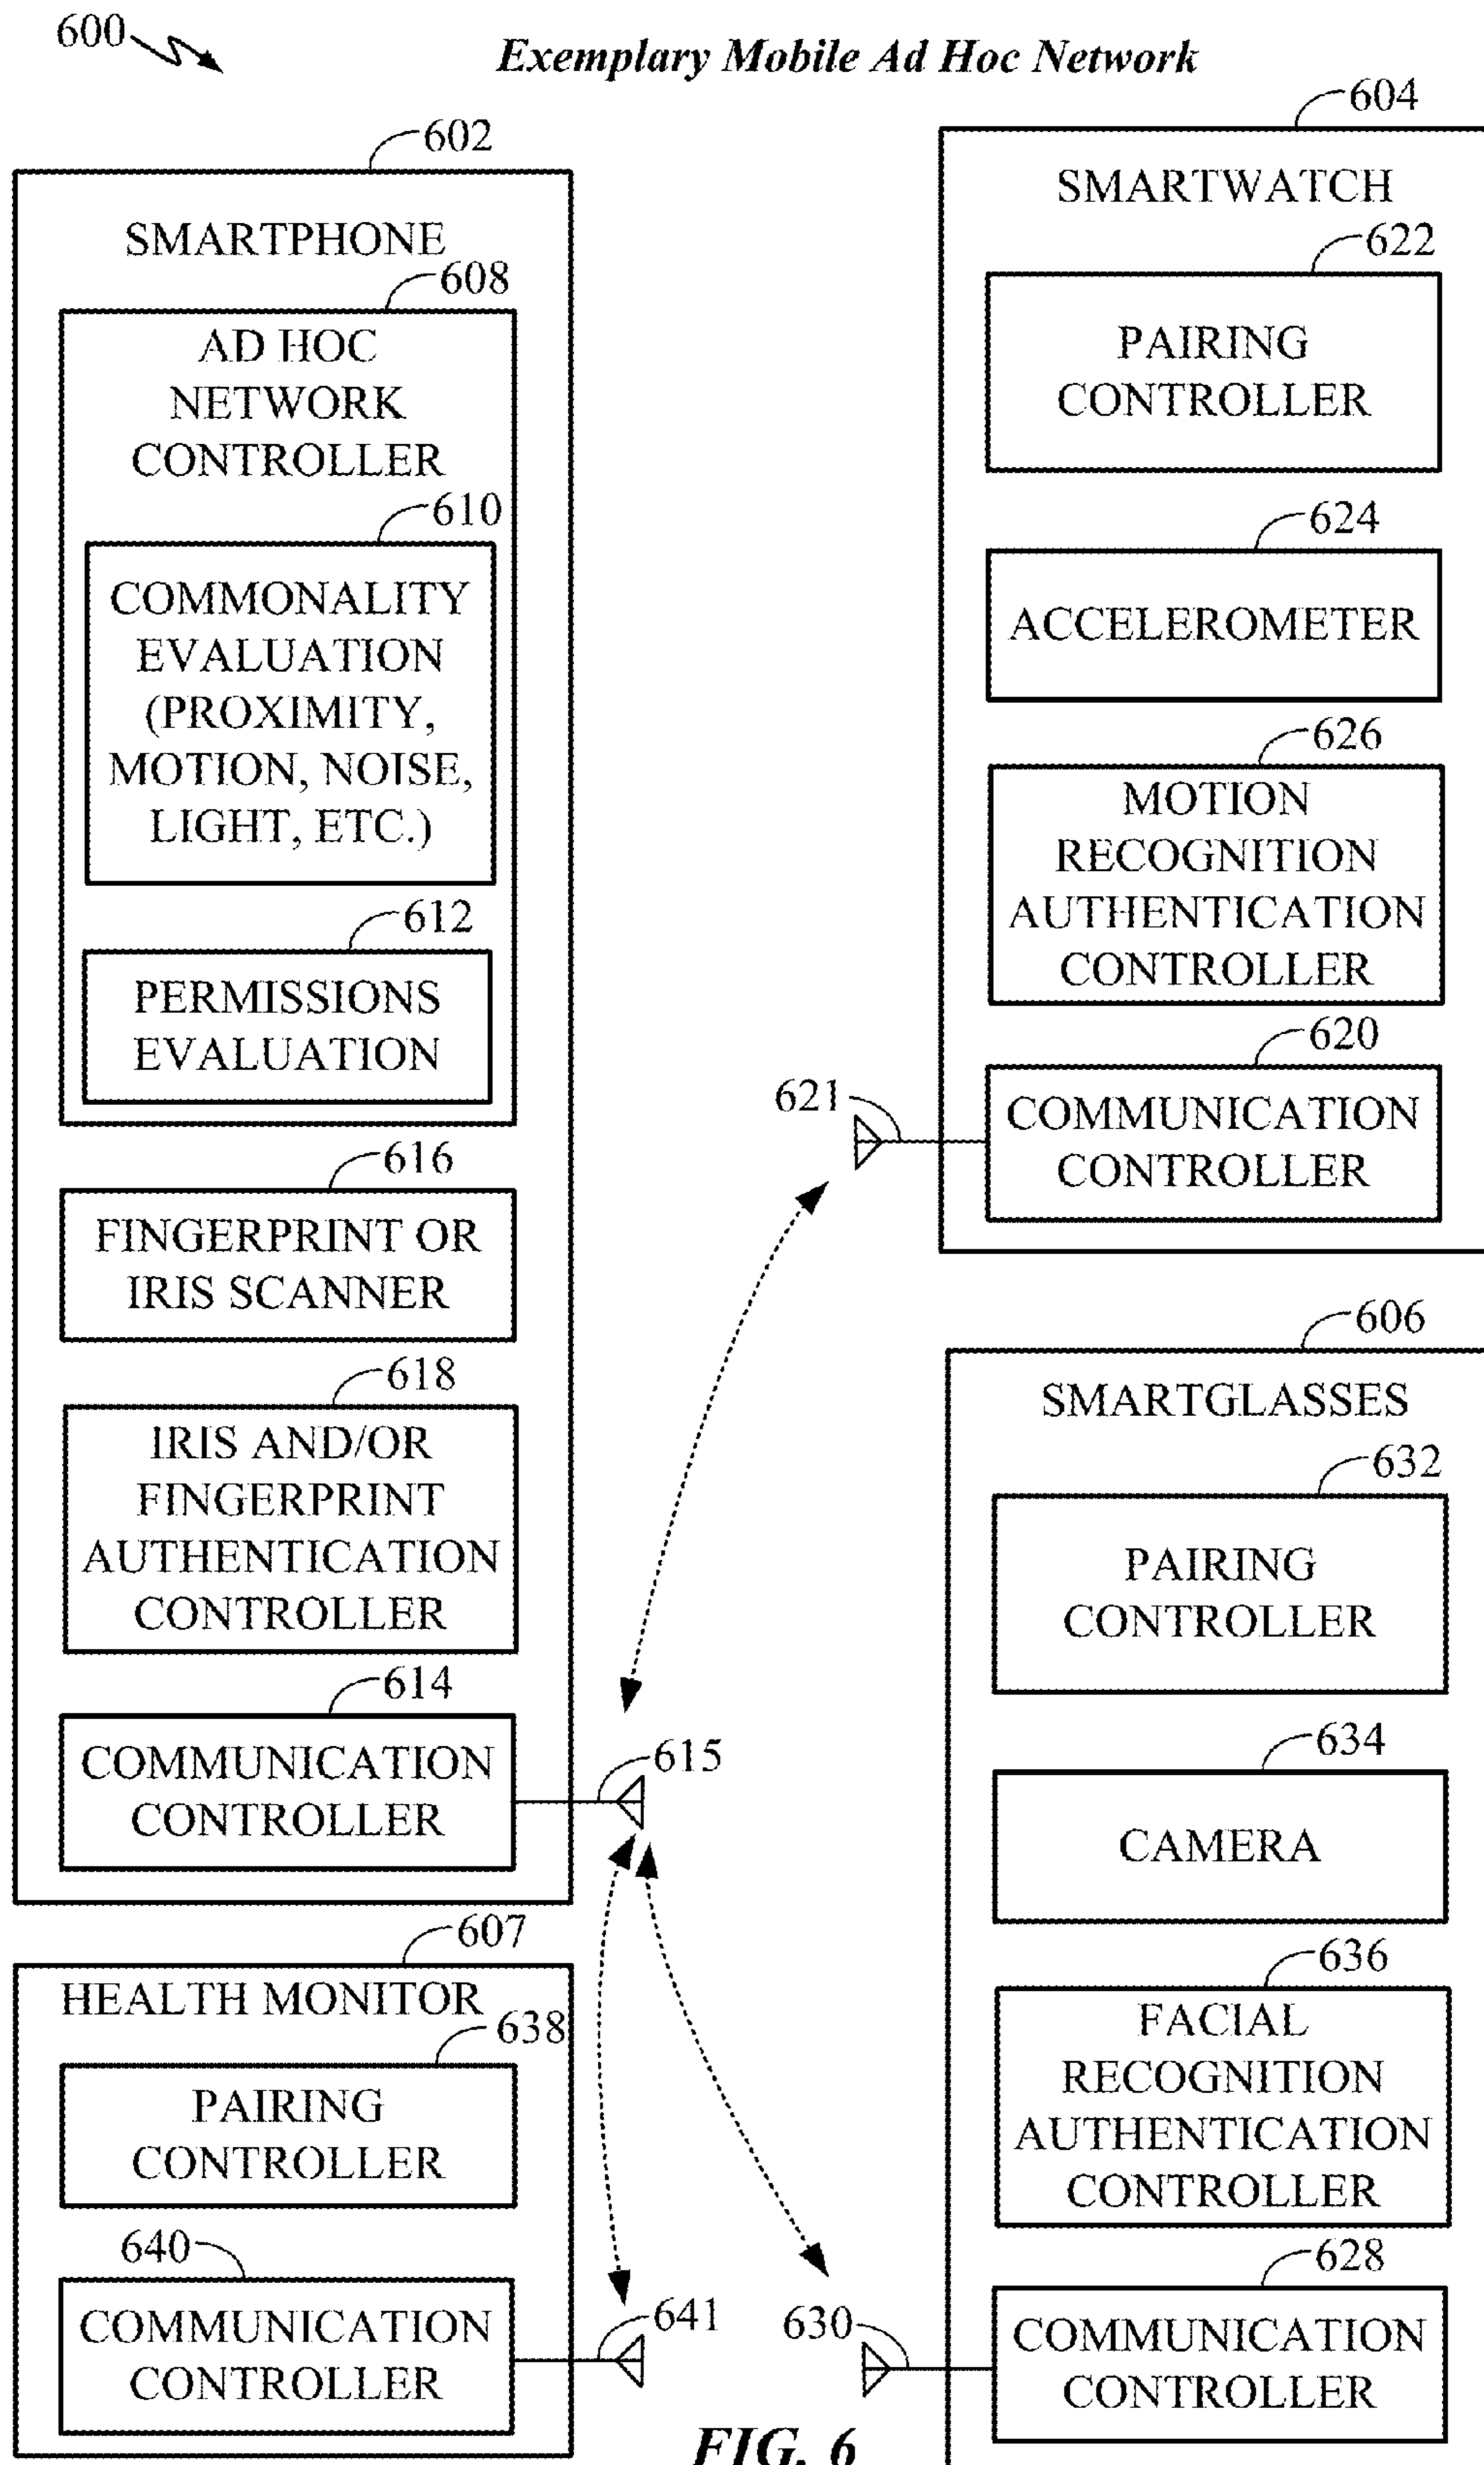 600
Exemplary Mobile Ad Hoc Network
602
SMARTPHONE
608
AD HOC
NETWORK
CONTROLLER
610
COMMONALITY
EVALUATION
(PROXIMITY,
MOTION, NOISE,
LIGHT, ETC.)
612
PERMISSIONS
EVALUATION
616
FINGERPRINT OR
IRIS SCANNER
618
IRIS AND/OR
FINGERPRINT
AUTHENTICATION
CONTROLLER
614
COMMUNICATION
CONTROLLER
615
607
HEALTH MONITOR
638
PAIRING
CONTROLLER
640
COMMUNICATION
CONTROLLER
641
604
SMARTWATCH
622
PAIRING
CONTROLLER
624
ACCELEROMETER
626
MOTION
RECOGNITION
AUTHENTICATION
CONTROLLER
620
COMMUNICATION
CONTROLLER
621
606
SMARTGLASSES
632
PAIRING
CONTROLLER
634
CAMERA
636
FACIAL
RECOGNITION
AUTHENTICATION
CONTROLLER
628
COMMUNICATION
CONTROLLER
630
FIG. 6